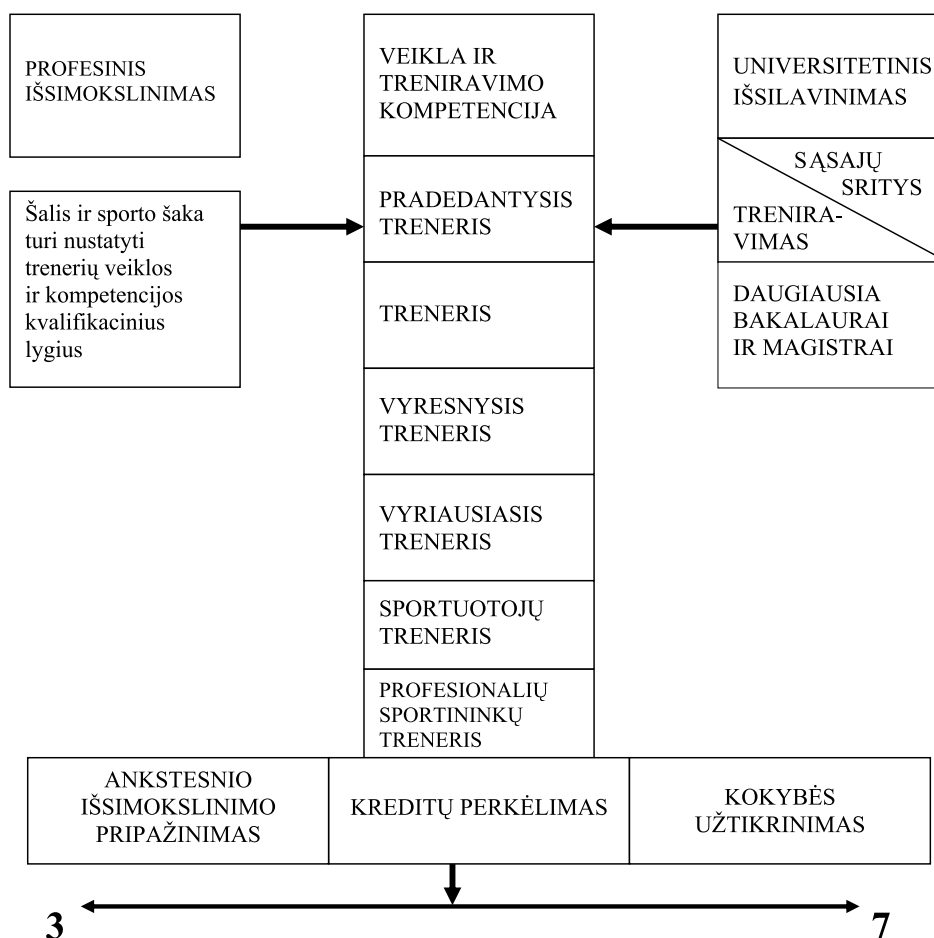 PROFESINIS
IŠSIMOKSLINIMAS
Šalis ir sporto šaka
turi nustatyti
trenerių veiklos
ir kompetencijos
kvalifikacinius
lygius
VEIKLA IR
TRENIRAVIMO
KOMPETENCIJA
PRADEDANTYSIS
TRENERIS
TRENERIS
VYRESNYSIS
TRENERIS
VYRIAUSIASIS
TRENERIS
SPORTUOTOJŲ
TRENERIS
PROFESIONALIŲ
SPORTININKŲ
TRENERIS
UNIVERSITETINIS
IŠSILAVINIMAS
SĄSAJŲ
SRITYS
TRENIRA-
VIMAS
DAUGIAUSIA
BAKALAURAI
IR MAGISTRAI
ANKSTESNIO
IŠSIMOKSLINIMO
PRIPAŽINIMAS
KREDITŲ PERKĖLIMAS
KOKYBĖS
UŽTIKRINIMAS
3
7